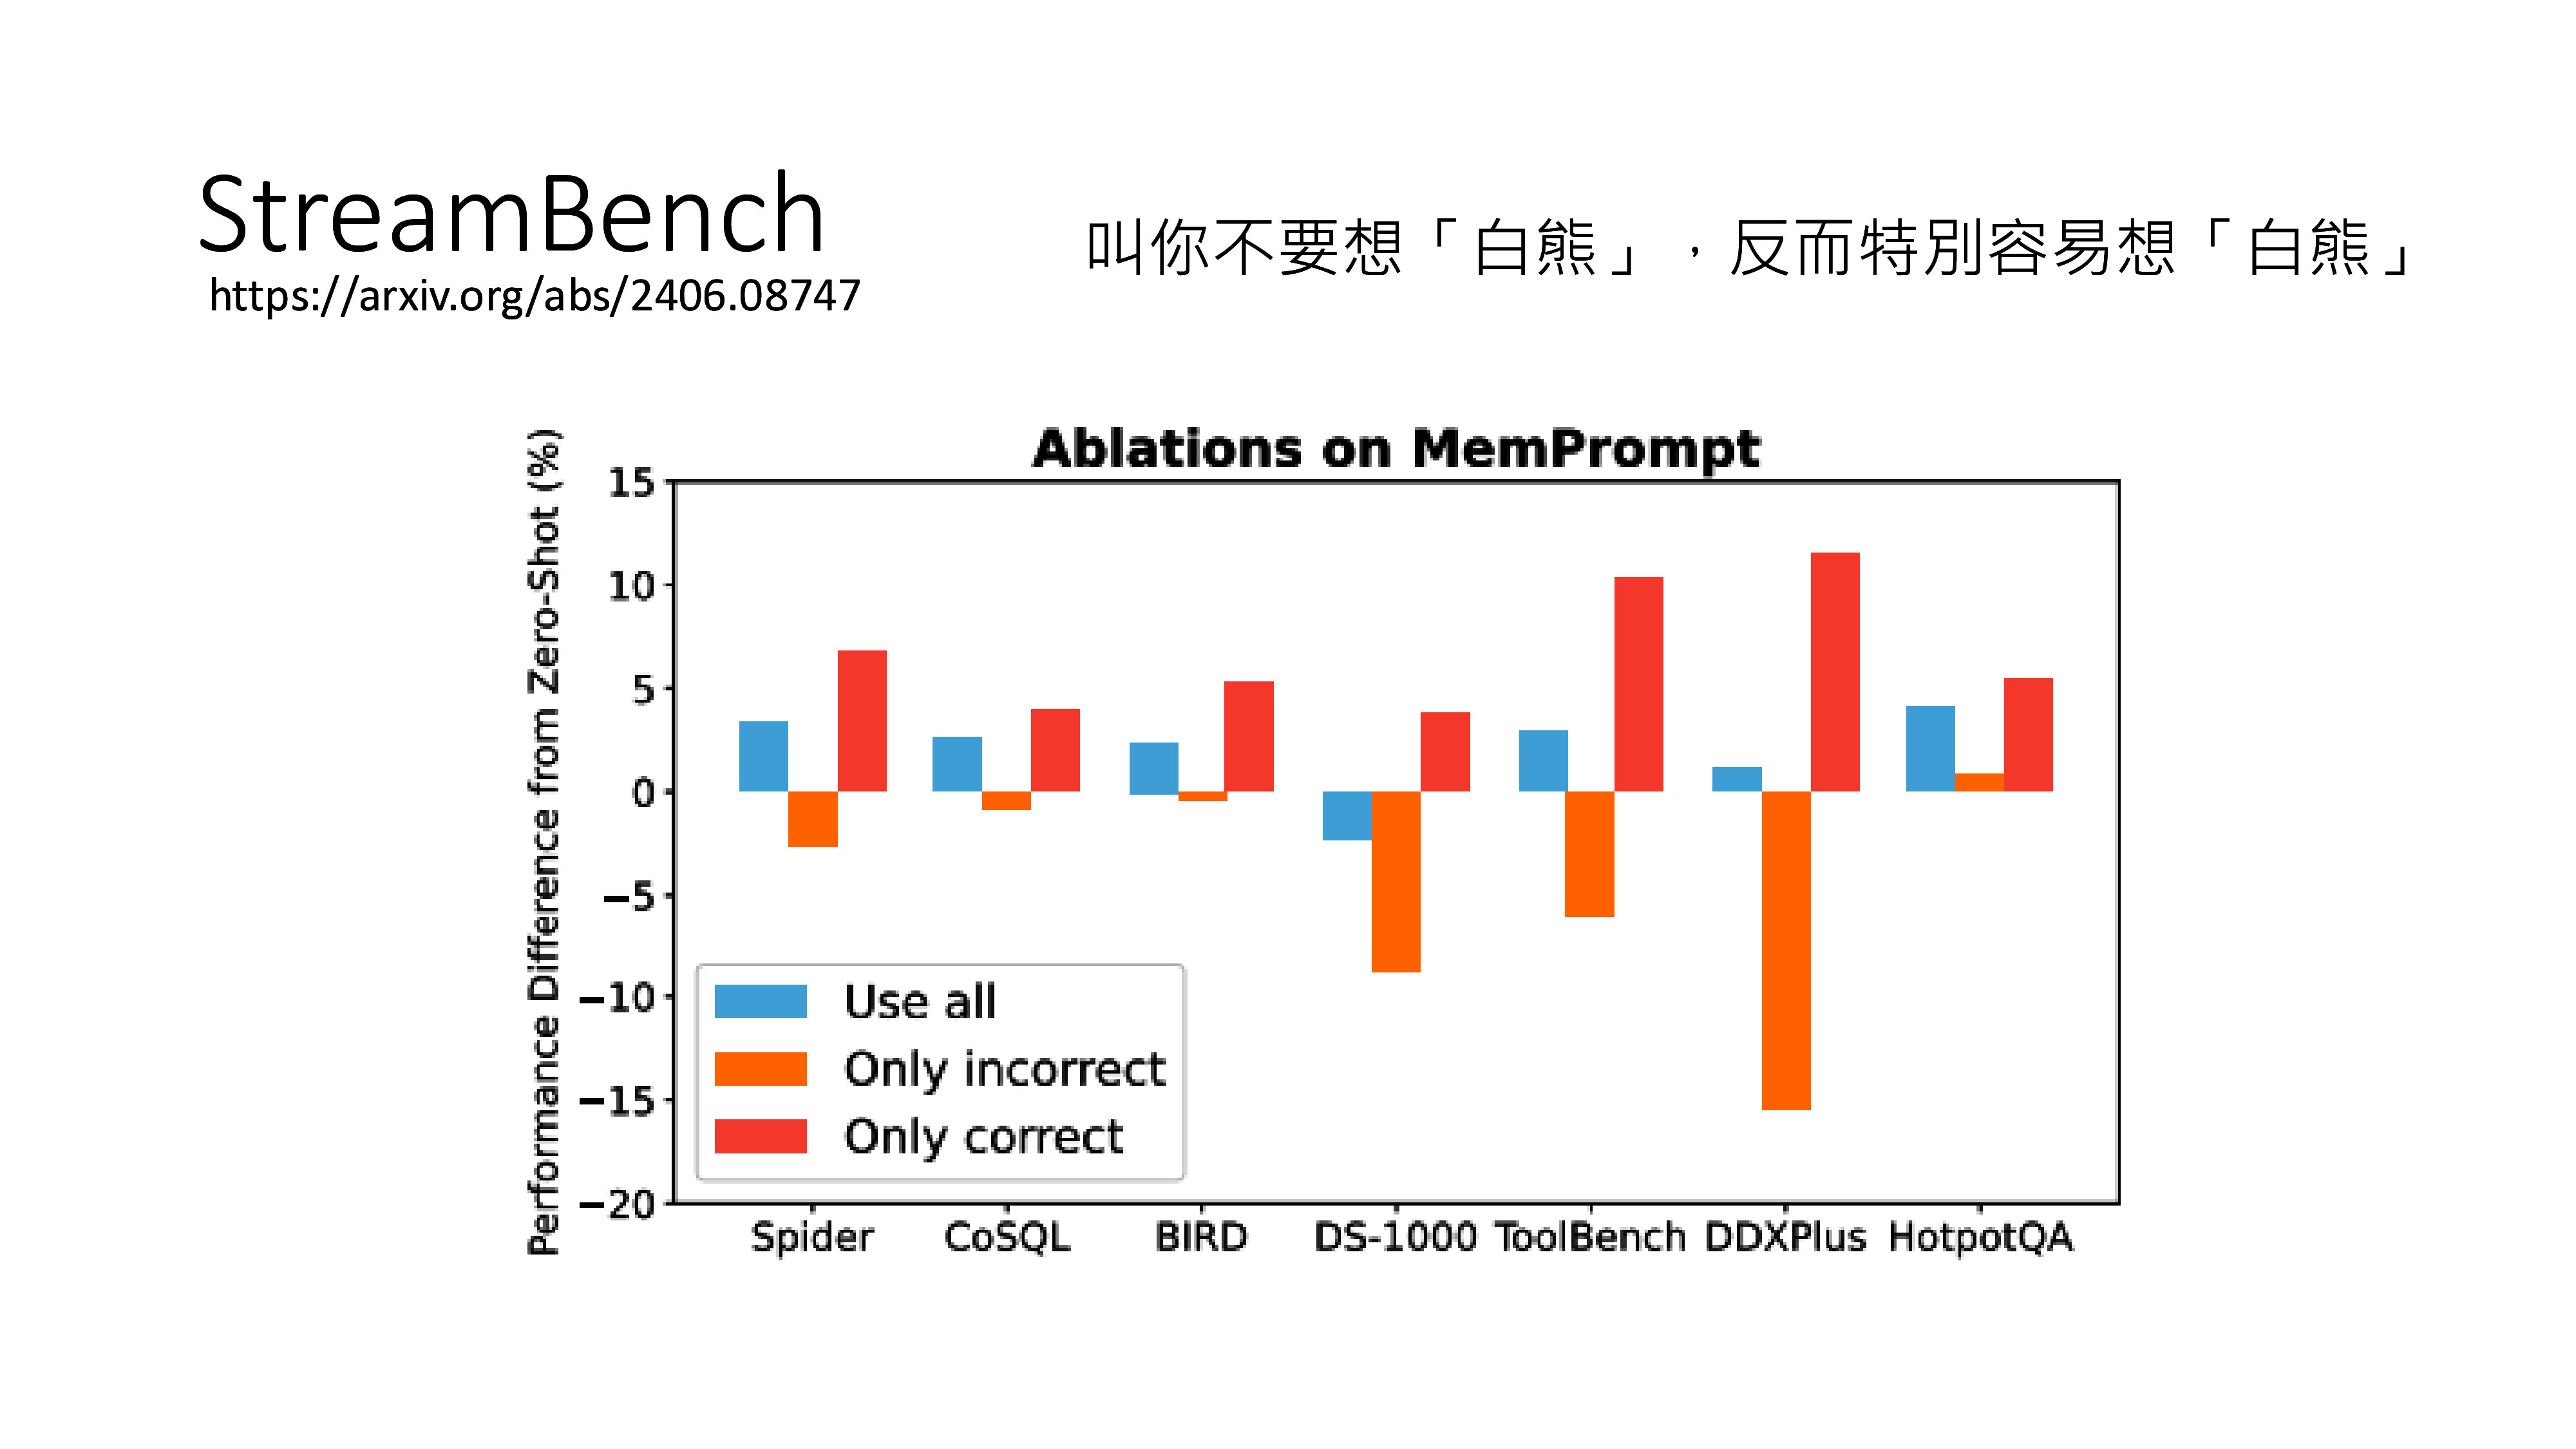 StreamBench
https://arxiv.org/abs/2406.08747
叫你不要想「白熊」，反而特別容易想「白熊」
Ablations on MemPrompt
Performance Difference from Zero-Shot (%)
15
10
5
0
−5
−10
−15
−20
Use all
Only incorrect
Only correct
Spider CoSQL BIRD DS-1000 ToolBench DDXPlus HotpotQA